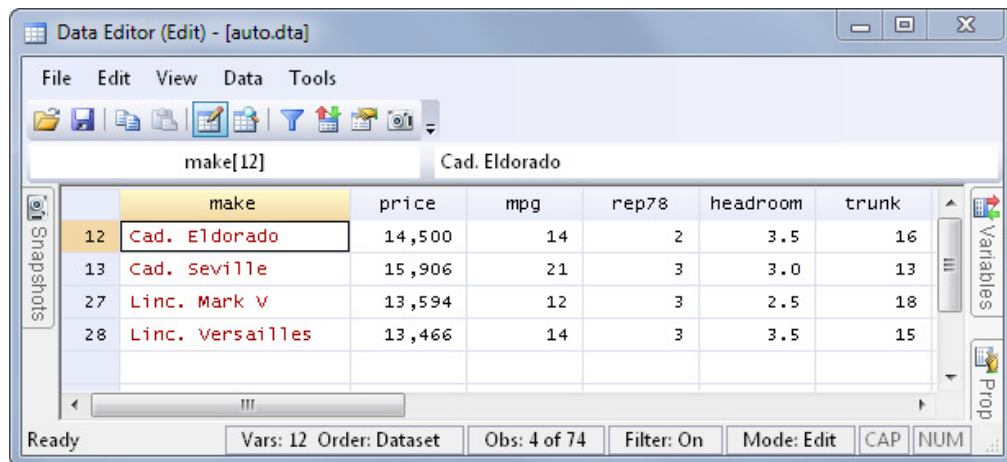 Data Editor (Edit) - [auto.dta]
File Edit View Data Tools
make[12] Cad. Eldorado
Snapshots
make price mpg rep78 headroom trunk
12 Cad. Eldorado 14,500 14 2 3.5 16
13 Cad. Seville 15,906 21 3 3.0 13
27 Linc. Mark V 13,594 12 3 2.5 18
28 Linc. Versailles 13,466 14 3 3.5 15
Variables
Prop
Ready Vars: 12 Order: Dataset Obs: 4 of 74 Filter: On Mode: Edit CAP NUM